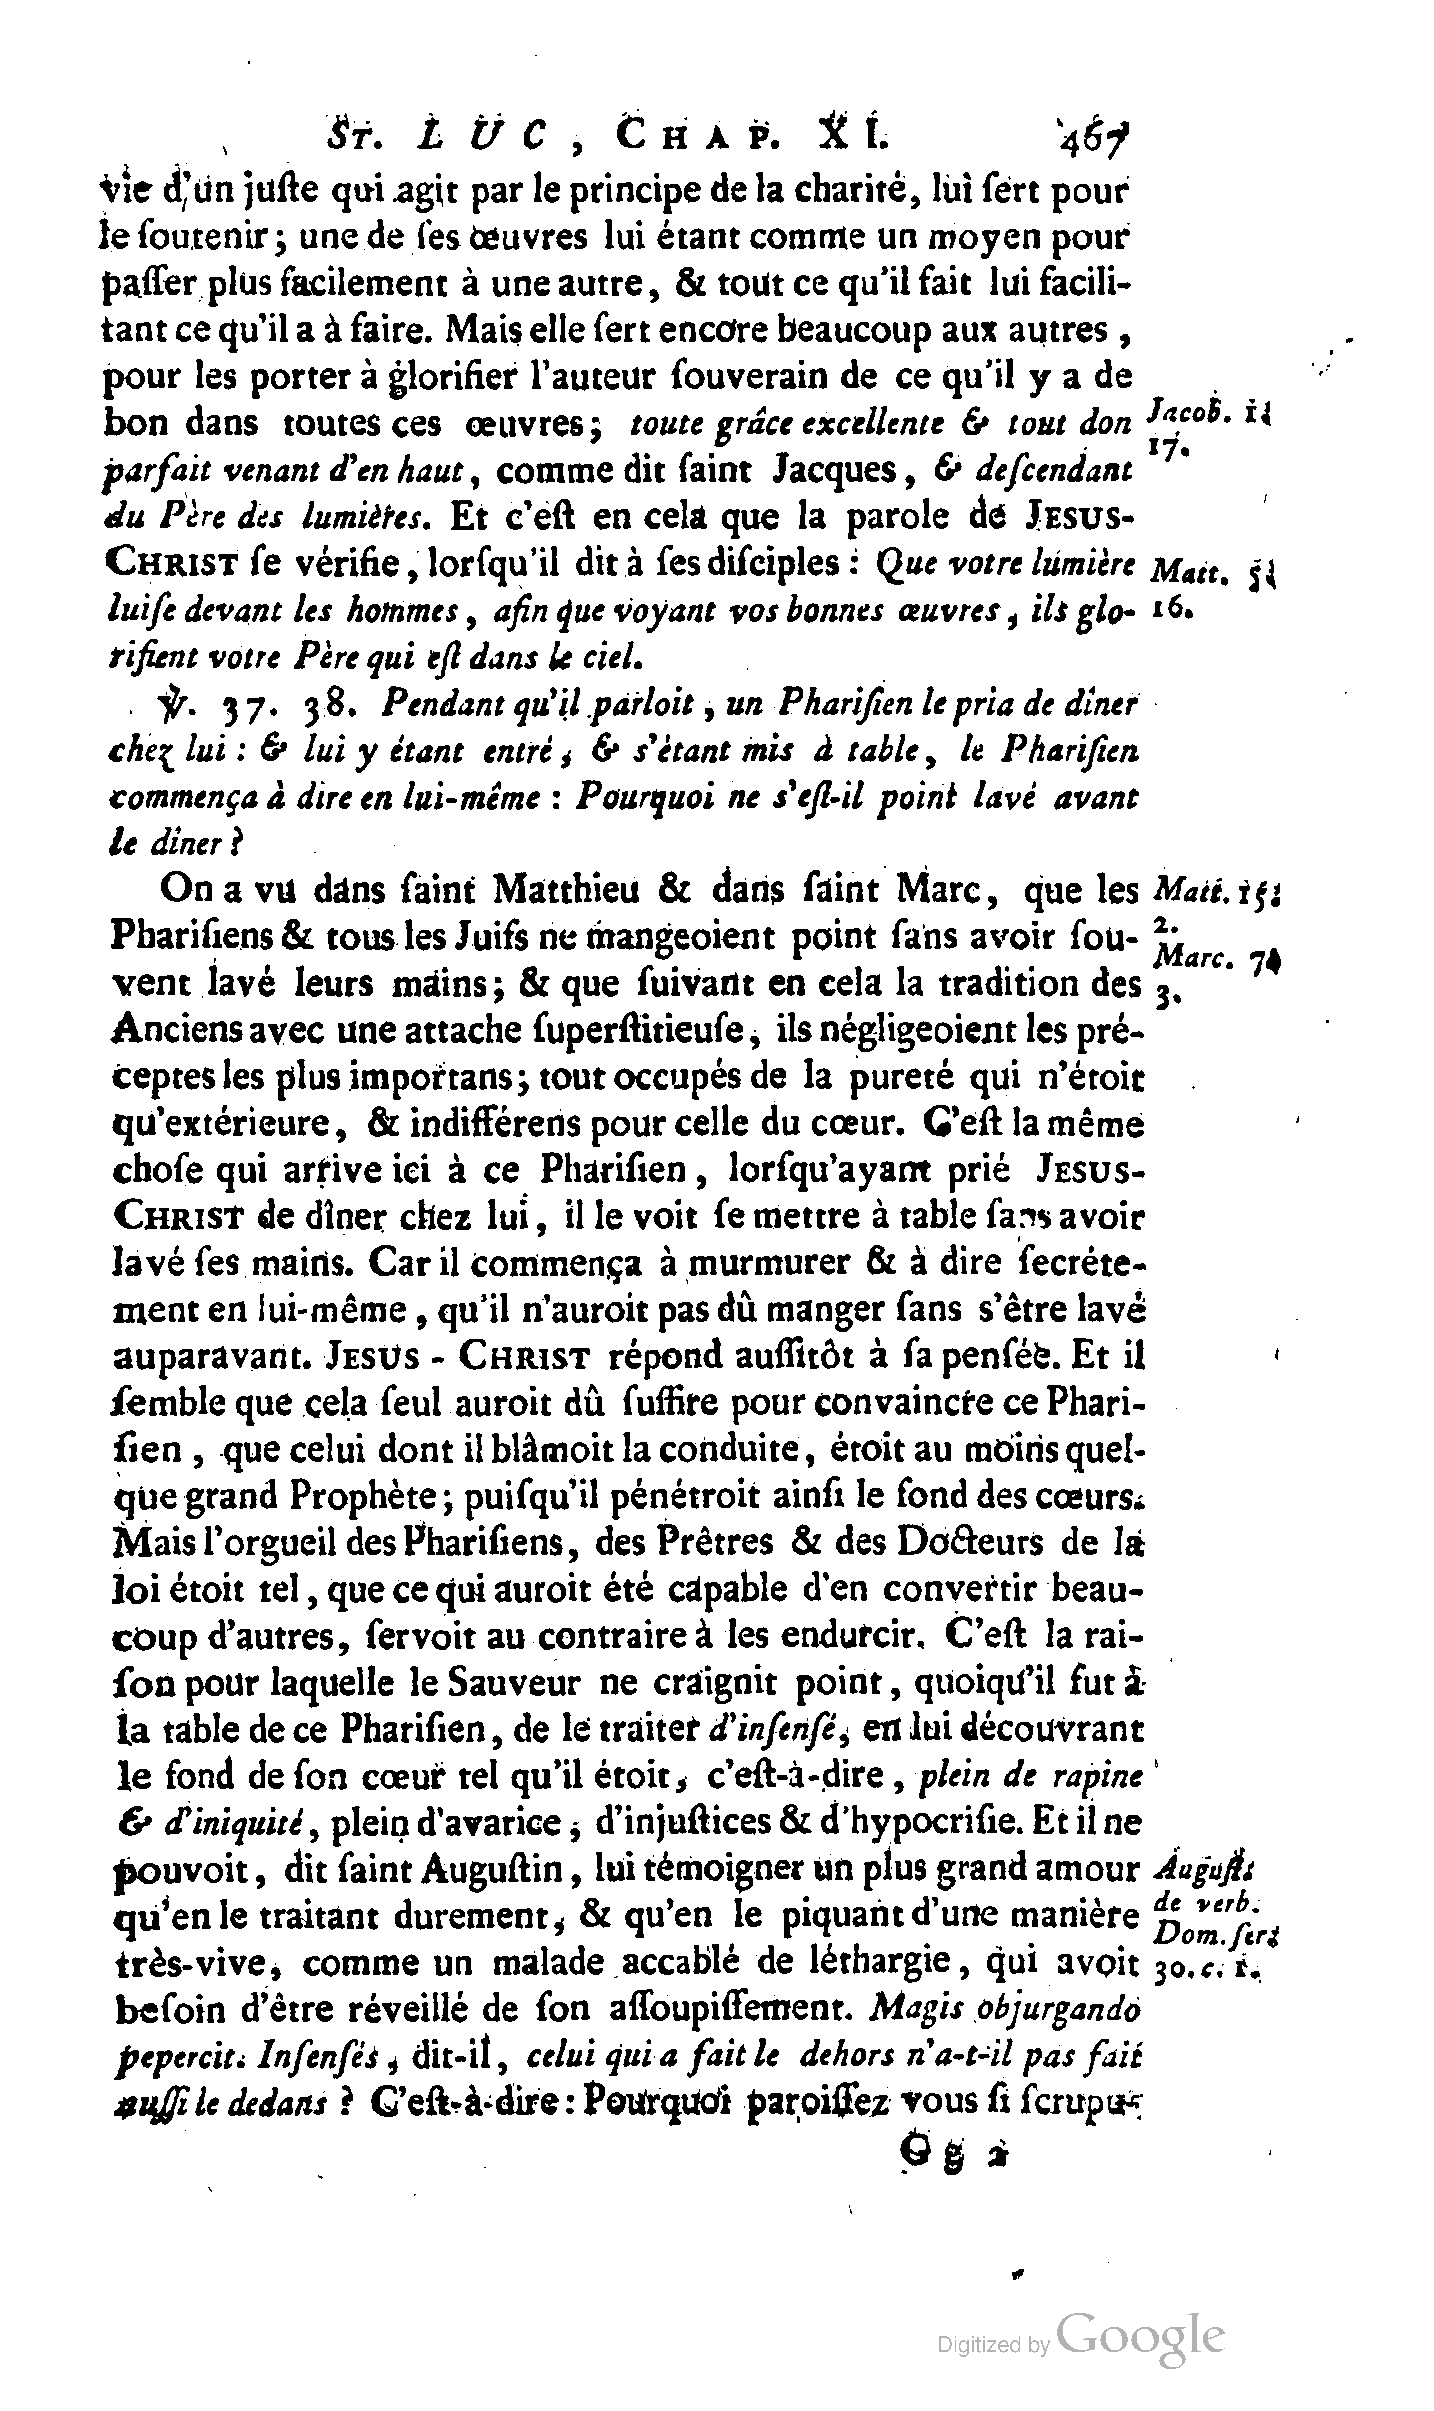 ST. LUC, CHAP. XI. 467
vie d'un juſte qui agit par le principe de la charité, lui ſert pour
le ſoutenir ; une de ſes œuvres lui étant comme un moyen pour
paſſer plus facilement à une autre, & tout ce qu'il fait lui facili-
tant ce qu'il a à faire. Mais elle ſert encore beaucoup aux autres,
pour les porter à glorifier l'auteur ſouverain de ce qu'il y a de
bon dans toutes ces œuvres ; toute grâce excellente & tout don
Jacob. 1.
17.
parfait venant d'en haut, comme dit ſaint Jacques, & deſcendant
du Père des lumières. Et c'eſt en cela que la parole de JESUS-
CHRIST ſe vérifie, lorſqu'il dit à ſes diſciples : Que votre lumière
Matt. 5.
luiſe devant les hommes, afin que voyant vos bonnes œuvres, ils glo-
16.
rifient votre Père qui eſt dans le ciel.
℣. 37. 38. Pendant qu'il parloit, un Phariſien le pria de dîner
chez lui : & lui y étant entré, & s'étant mis à table, le Phariſien
commença à dire en lui-même : Pourquoi ne s'eſt-il point lavé avant
le dîner ?
On a vu dans ſaint Matthieu & dans ſaint Marc, que les
Matt. 15.
2.
Phariſiens & tous les Juifs ne mangeoient point ſans avoir ſou-
Marc. 7.
vent lavé leurs mains ; & que ſuivant en cela la tradition des
3.
Anciens avec une attache ſuperſtitieuſe, ils négligeoient les pré-
ceptes les plus importans ; tout occupés de la pureté qui n'étoit
qu'extérieure, & indifférens pour celle du cœur. C'eſt la même
choſe qui arrive ici à ce Phariſien, lorſqu'ayant prié JESUS-
CHRIST de dîner chez lui, il le voit ſe mettre à table ſans avoir
lavé ſes mains. Car il commença à murmurer & à dire ſecréte-
ment en lui-même, qu'il n'auroit pas dû manger ſans s'être lavé
auparavant. JESUS - CHRIST répond auſſitôt à ſa penſée. Et il
ſemble que cela ſeul auroit dû ſuffire pour convaincre ce Phari-
ſien, que celui dont il blâmoit la conduite, étoit au moins quel-
que grand Prophète ; puiſqu'il pénétroit ainſi le fond des cœurs.
Mais l'orgueil des Phariſiens, des Prêtres & des Docteurs de la
loi étoit tel, que ce qui auroit été capable d'en convertir beau-
coup d'autres, ſervoit au contraire à les endurcir. C'eſt la rai-
ſon pour laquelle le Sauveur ne craignit point, quoiqu'il fut à
la table de ce Phariſien, de le traiter d'inſenſé, en lui découvrant
le fond de ſon cœur tel qu'il étoit, c'eſt-à-dire, plein de rapine
& d'iniquité, plein d'avarice, d'injuſtices & d'hypocriſie. Et il ne
pouvoit, dit ſaint Auguſtin, lui témoigner un plus grand amour
Auguſt.
qu'en le traitant durement, & qu'en le piquant d'une manière
de verb.
Dom. ſer.
très-vive, comme un malade accablé de léthargie, qui avoit
30. c. 1.
beſoin d'être réveillé de ſon aſſoupiſſement. Magis objurgando
pepercit. Inſenſés, dit-il, celui qui a fait le dehors n'a-t-il pas fait
auſſi le dedans ? C'eſt-à-dire : Pourquoi paroiſſez vous ſi ſcrupu-
G g 2
Digitized by Google